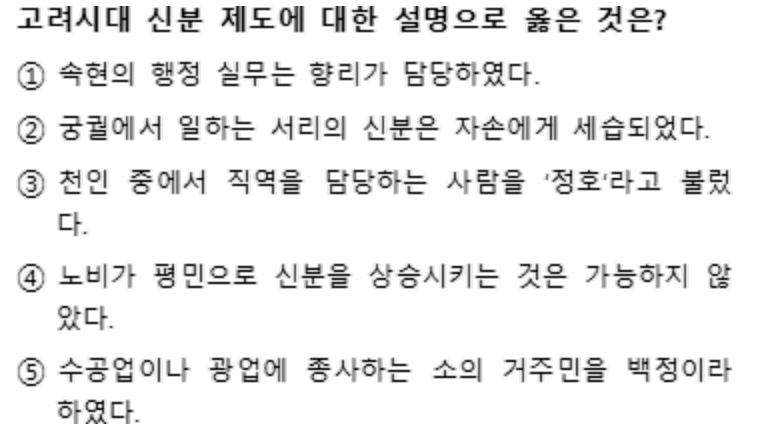 고려시대 신분 제도에 대한 설명으로 옳은 것은?
① 속현의 행정 실무는 향리가 담당하였다.
② 궁궐에서 일하는 서리의 신분은 자손에게 세습되었다.
③ 천인 중에서 직역을 담당하는 사람을 '정호'라고 불렀
다.
④ 노비가 평민으로 신분을 상승시키는 것은 가능하지 않
았다.
⑤ 수공업이나 광업에 종사하는 소의 거주민을 백정이라
하였다.